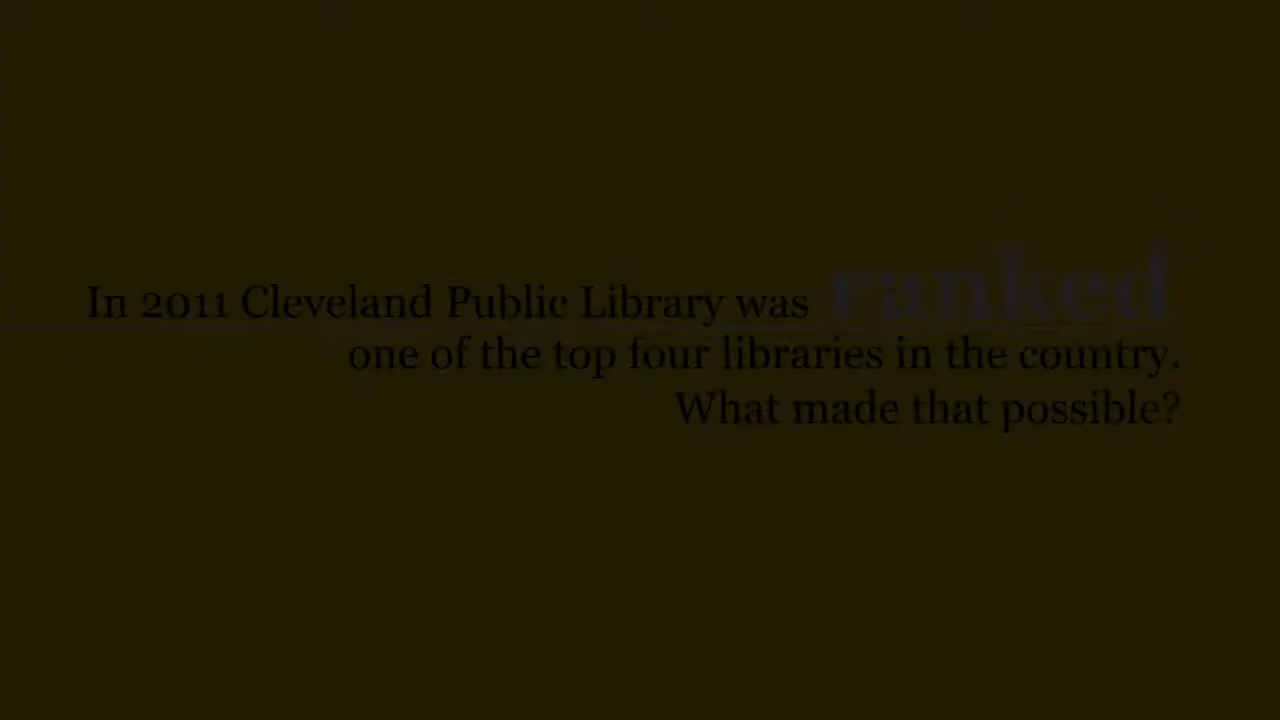 In 2011 Cleveland Public Library was ranked
one of the top four libraries in the country.
What made that possible?